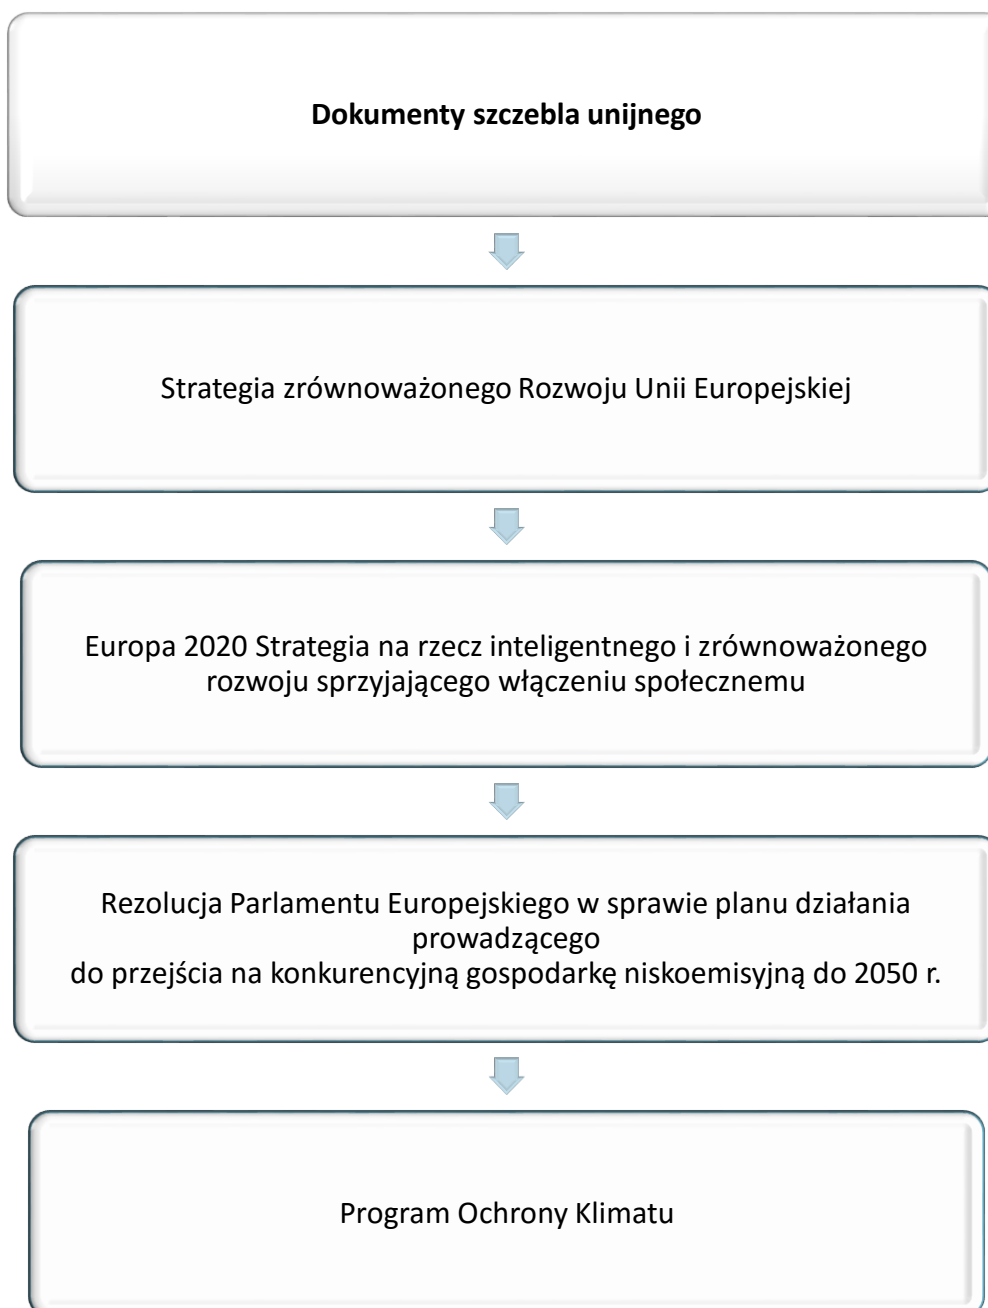 Dokumenty szczebla unijnego
Strategia zrównoważonego Rozwoju Unii Europejskiej
Europa 2020 Strategia na rzecz inteligentnego i zrównoważonego
rozwoju sprzyjającego włączeniu społecznemu
Rezolucja Parlamentu Europejskiego w sprawie planu działania
prowadzącego
do przejścia na konkurencyjną gospodarkę niskoemisyjną do 2050 r.
Program Ochrony Klimatu